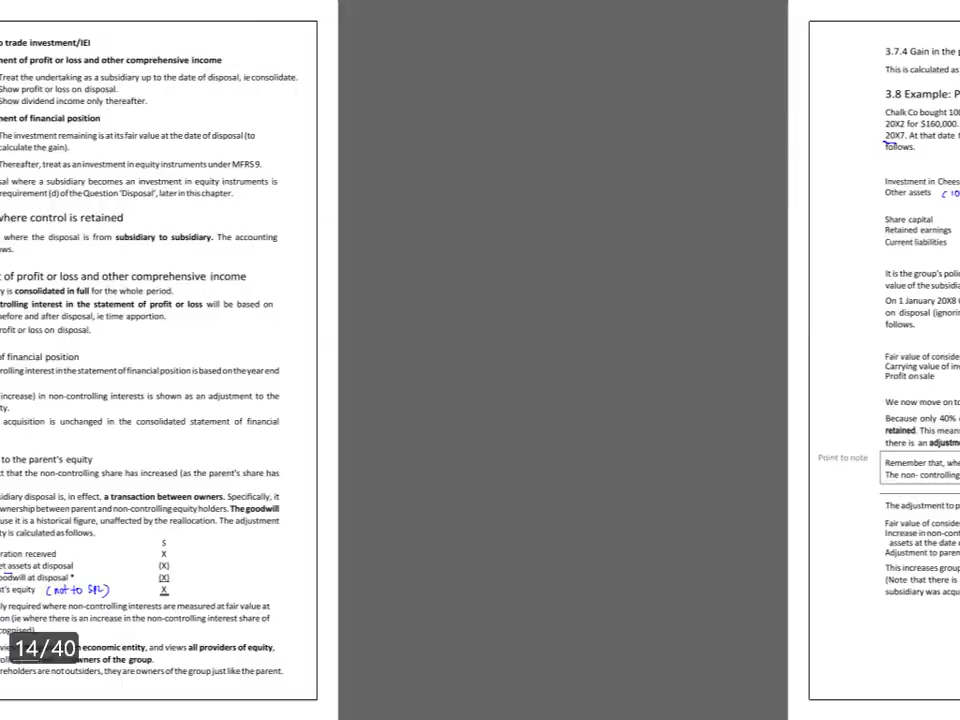 o trade investment/IEI
ent of profit or loss and other comprehensive income
Treat the undertaking as a subsidiary up to the date of disposal, ie consolidate.
Show profit or loss on disposal.
Show dividend income only thereafter.
ment of financial position
The investment remaining is at its fair value at the date of disposal (to
calculate the gain).
Thereafter, treat as an investment in equity instruments under MFRS 9.
sal where a subsidiary becomes an investment in equity instruments is
requirement (d) of the Question 'Disposal', later in this chapter.
where control is retained
where the disposal is from subsidiary to subsidiary. The accounting
ws.
t of profit or loss and other comprehensive income
y is consolidated in full for the whole period.
trolling interest in the statement of profit or loss will be based on
before and after disposal, ie time apportion.
rofit or loss on disposal.
of financial position
rolling interest in the statement of financial position is based on the year end
(increase) in non-controlling interests is shown as an adjustment to the
ty.
acquisition is unchanged in the consolidated statement of financial
to the parent's equity
ct that the non-controlling share has increased (as the parent's share has
sidiary disposal is, in effect, a transaction between owners. Specifically, it
ownership between parent and non-controlling equity holders. The goodwill
use it is a historical figure, unaffected by the reallocation. The adjustment
ty is calculated as follows.
$
ration received X
et assets at disposal (X)
oodwill at disposal * (X)
t's equity (not to SPL) X
ly required where non-controlling interests are measured at fair value at
on (ie where there is an increase in the non-controlling interest share of
cognised).
14/40
economic entity, and views all providers of equity,
wners of the group.
reholders are not outsiders, they are owners of the group just like the parent.
3.7.4 Gain in the
This is calculated as
3.8 Example: P
Chalk Co bought 100
20X2 for $160,000.
20X7. At that date
follows.
Investment in Chees
Other assets
Share capital
Retained earnings
Current liabilities
It is the group's poli
value of the subsidia
On 1 January 20X8
on disposal (ignorin
follows.
Fair value of conside
Carrying value of inv
Profit on sale
We now move on to
Because only 40%
retained. This mean
there is an adjustme
Point to note
Remember that, whe
The non- controlling
The adjustment to p
Fair value of conside
Increase in non-cont
assets at the date
Adjustment to paren
This increases group
(Note that there is
subsidiary was acqu